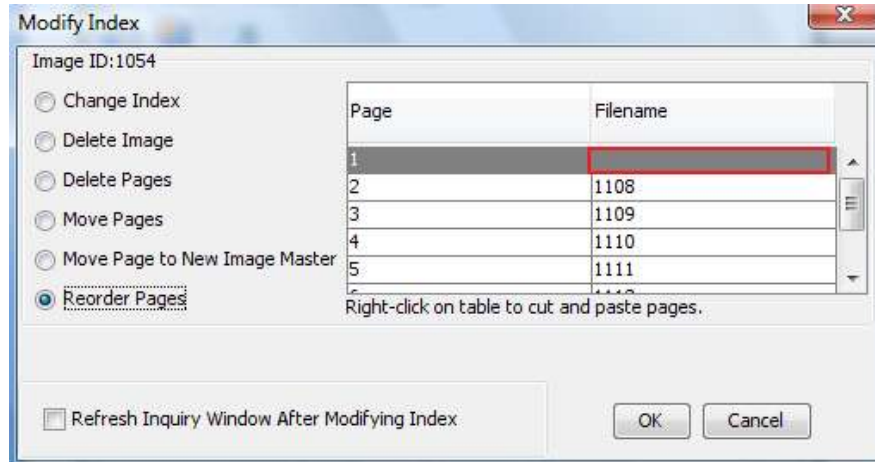 Modify Index
Image ID:1054
Change Index
Delete Image
Delete Pages
Move Pages
Move Page to New Image Master
Reorder Pages
Page Filename
1
2 1108
3 1109
4 1110
5 1111
Right-click on table to cut and paste pages.
Refresh Inquiry Window After Modifying Index
OK Cancel